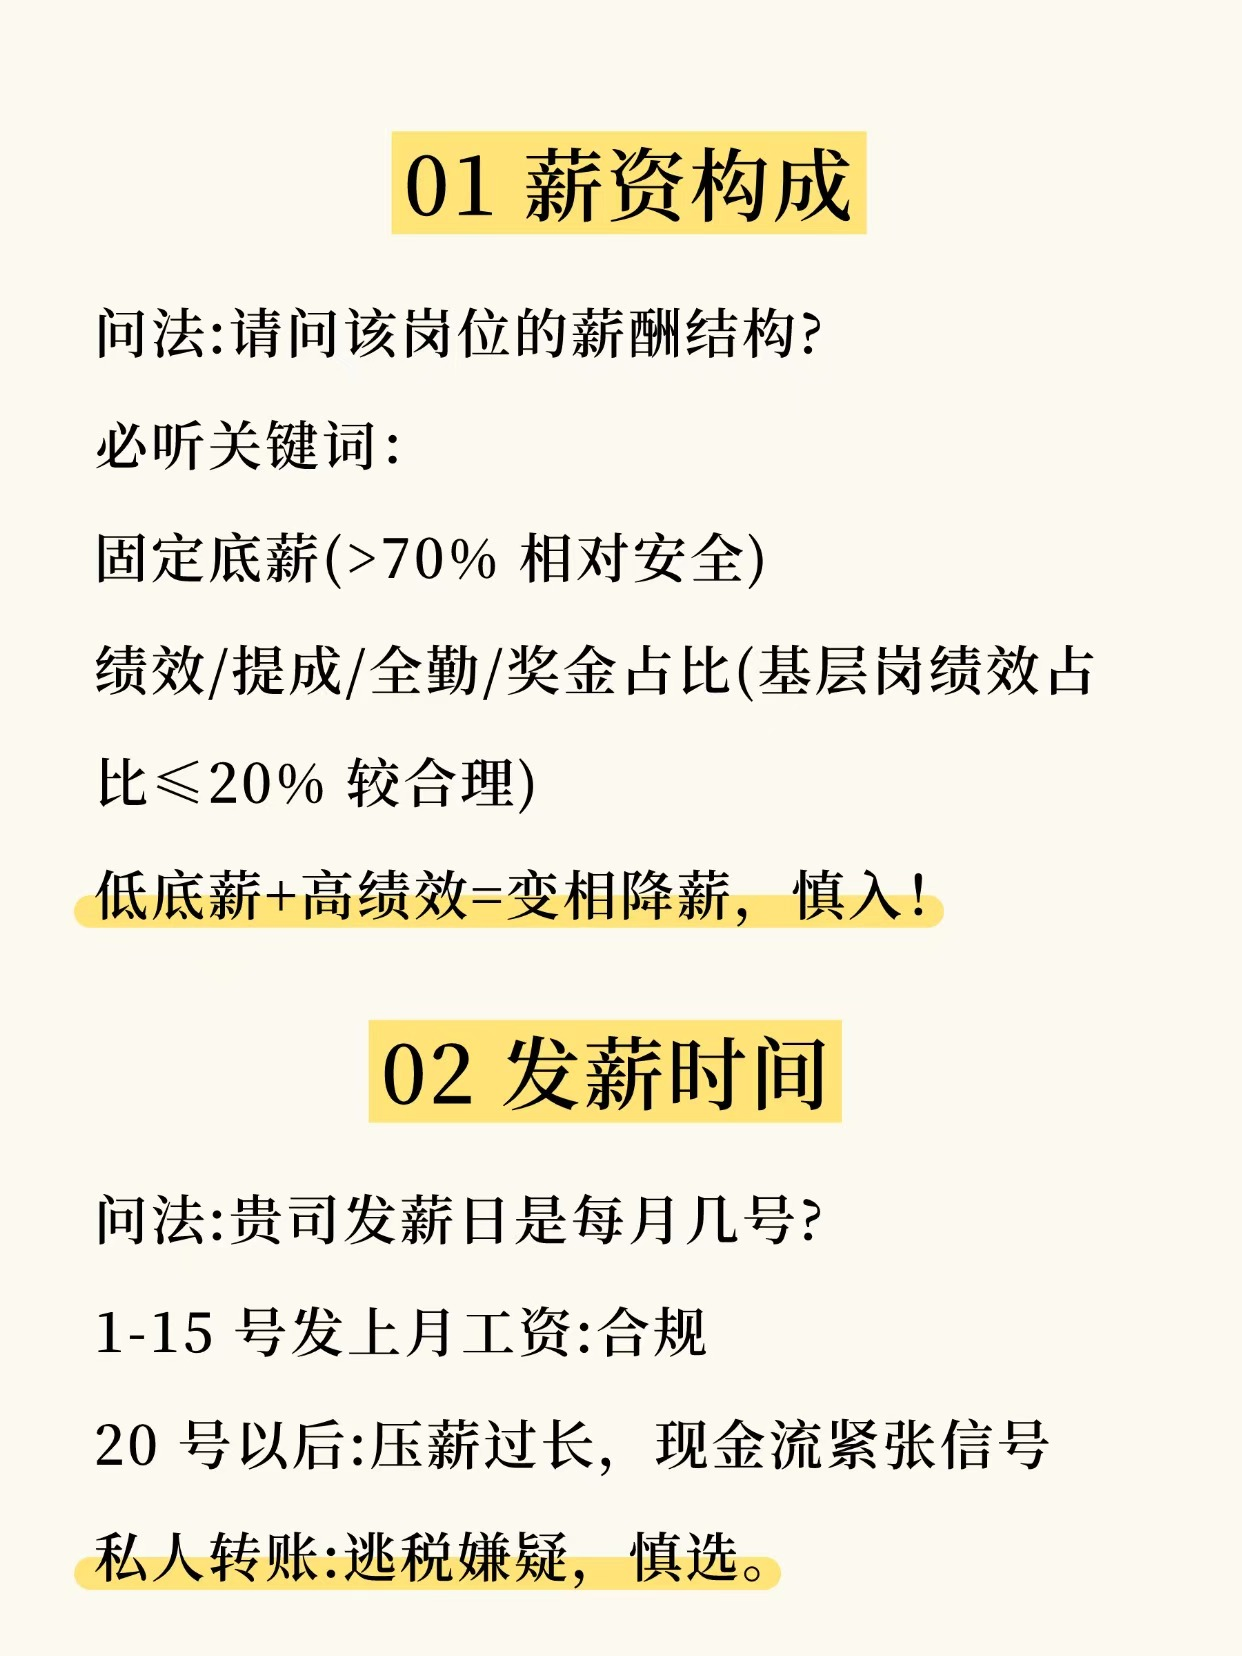 01 薪资构成
问法:请问该岗位的薪酬结构?
必听关键词：
固定底薪(>70% 相对安全)
绩效/提成/全勤/奖金占比(基层岗绩效占
比≤20% 较合理)
低底薪+高绩效=变相降薪，慎入！
02 发薪时间
问法:贵司发薪日是每月几号?
1-15 号发上月工资:合规
20 号以后:压薪过长，现金流紧张信号
私人转账:逃税嫌疑，慎选。